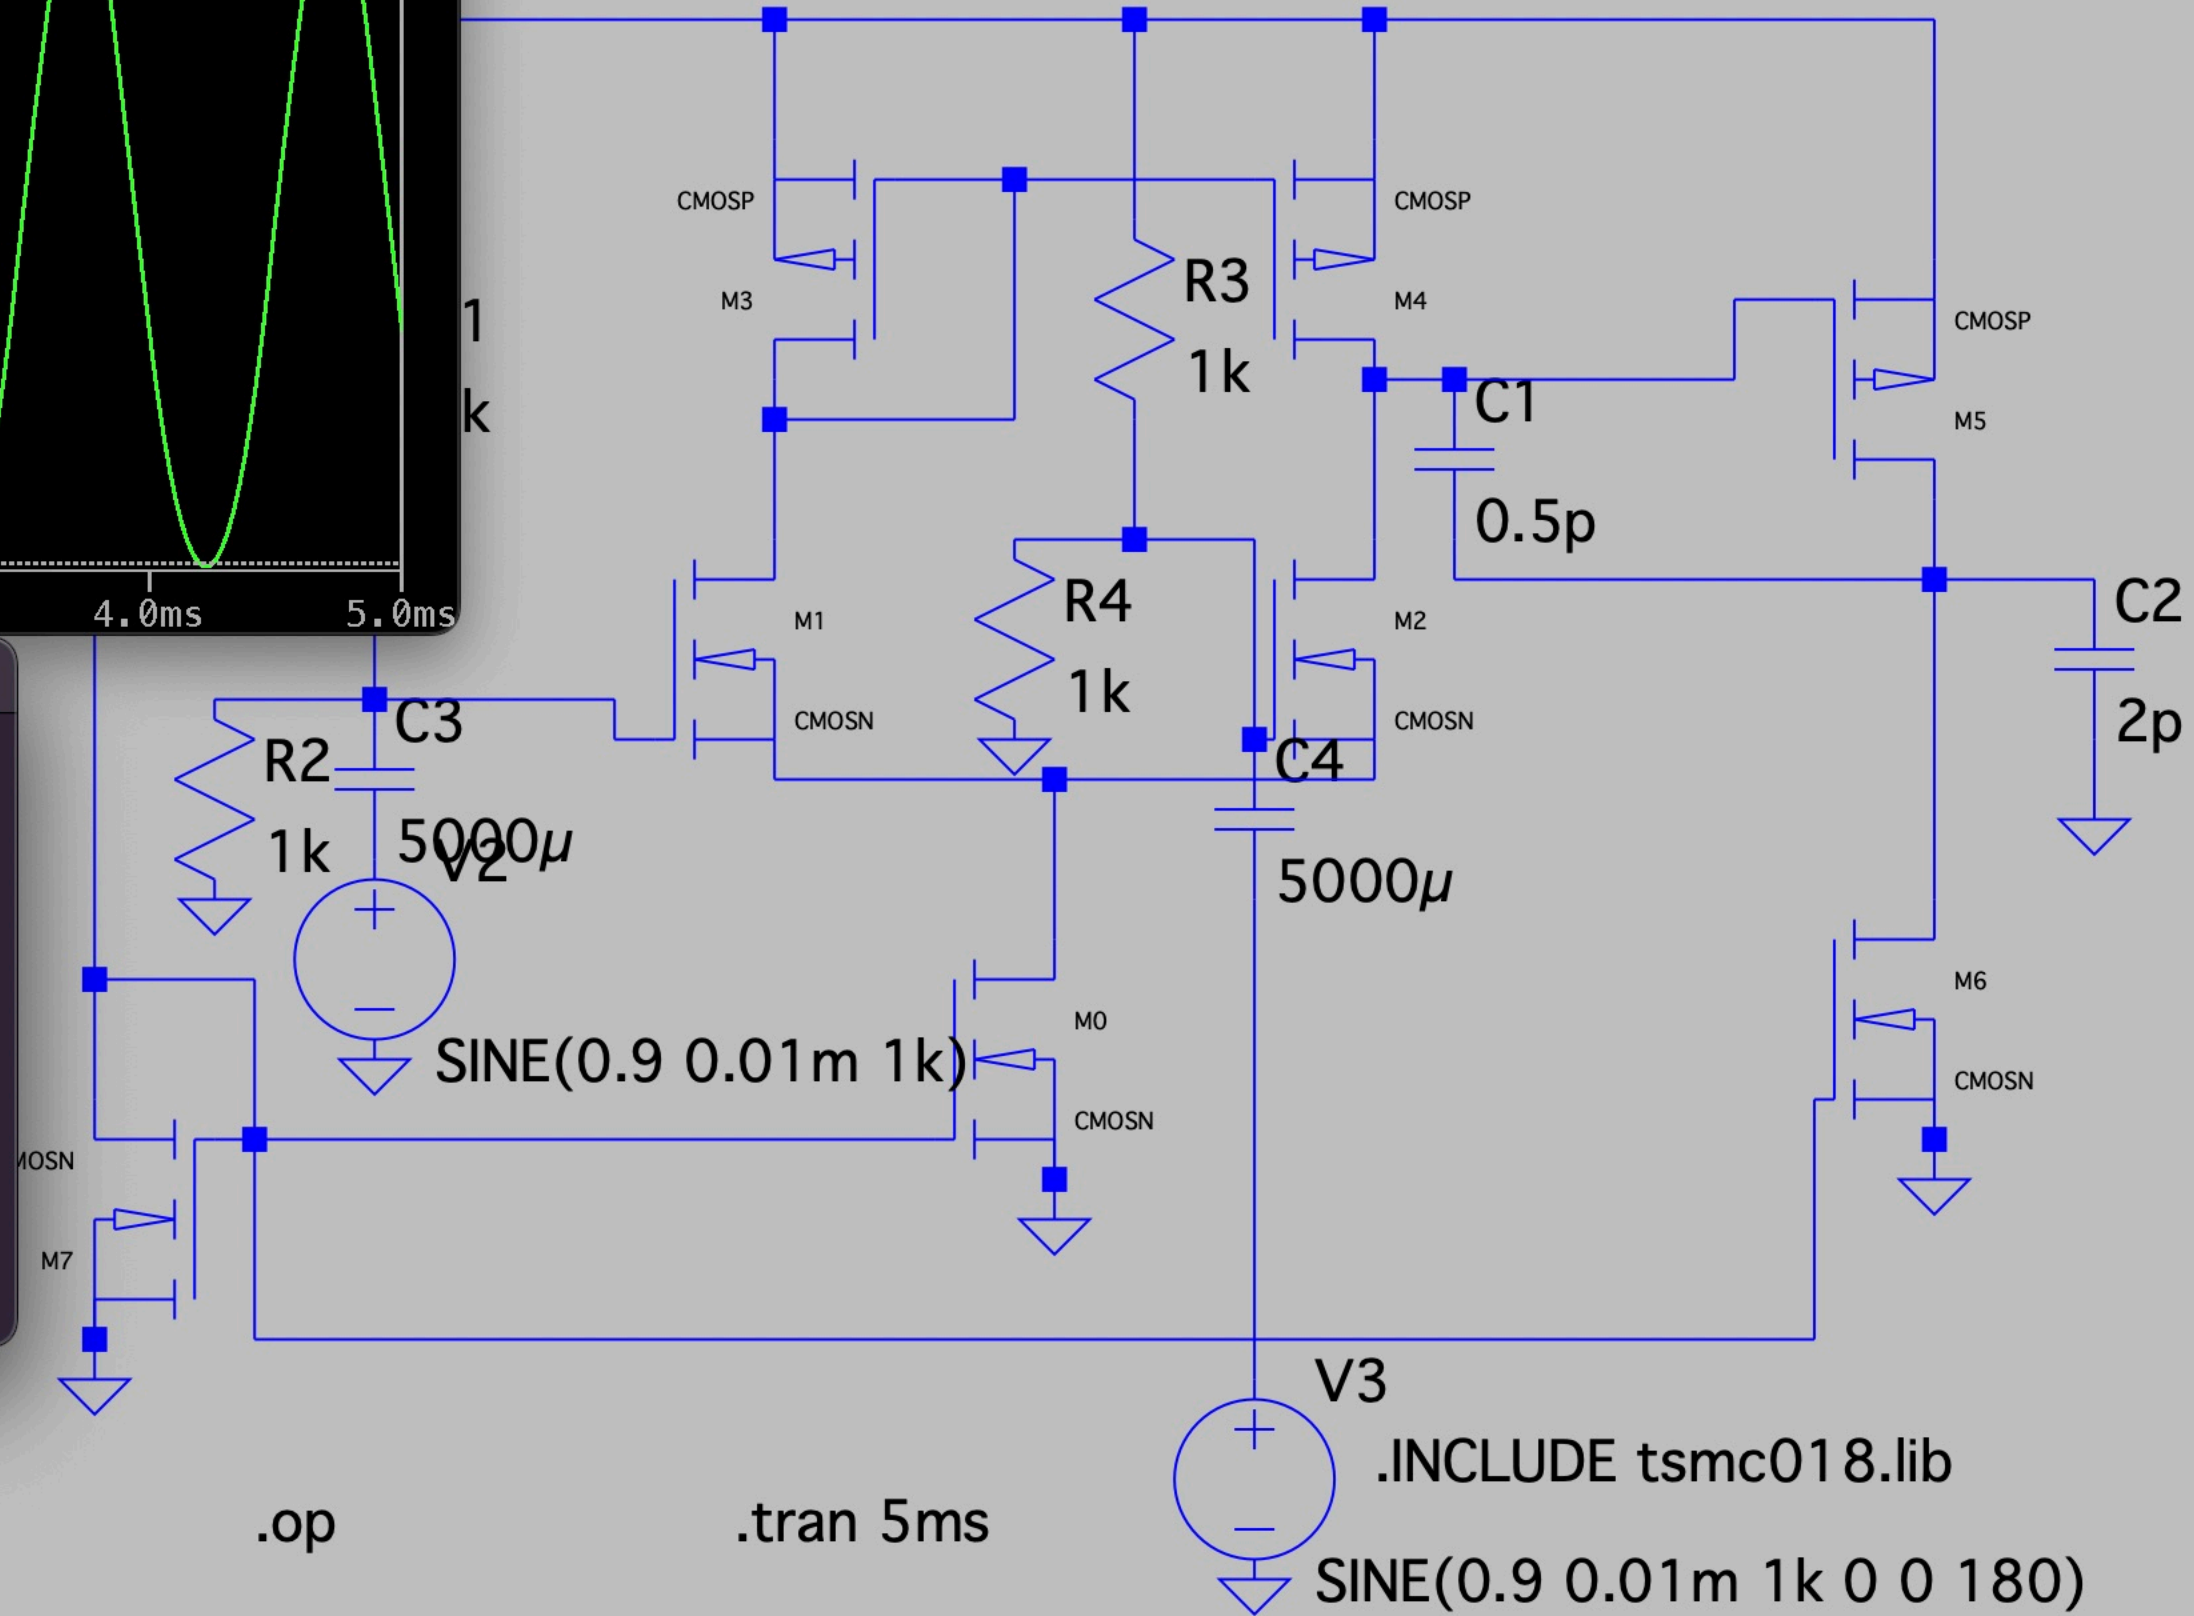 CMOSP
M3
R3
1k
CMOSP
M4
CMOSP
M5
1
k
C1
0.5p
4.0ms
5.0ms
M1
CMOSN
R4
1k
M2
CMOSN
C2
2p
C3
5000µ
R2
1k
V2
SINE(0.9 0.01m 1k)
C4
5000µ
M0
CMOSN
M6
CMOSN
MOSN
M7
V3
.INCLUDE tsmc018.lib
.op
.tran 5ms
SINE(0.9 0.01m 1k 0 0 180)